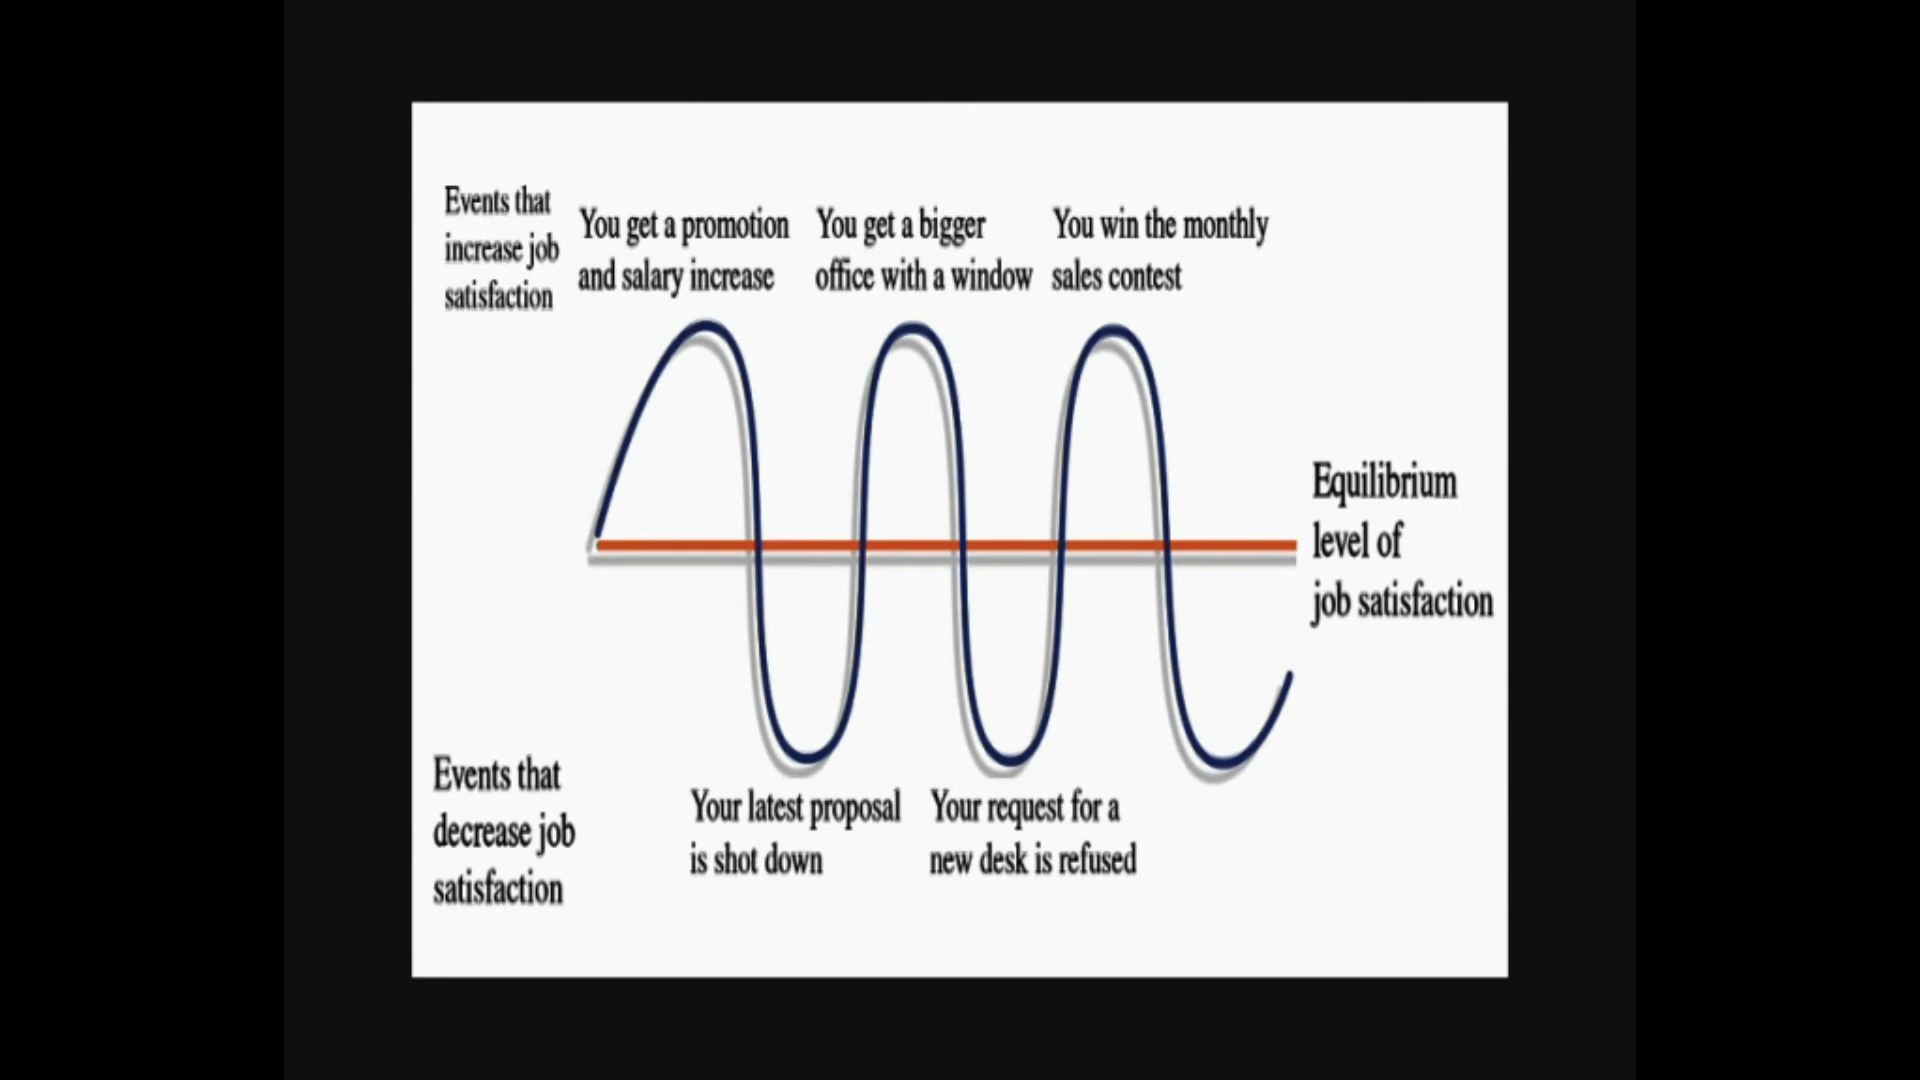 Events that
increase job
satisfaction
You get a promotion
and salary increase
You get a bigger
office with a window
You win the monthly
sales contest
Equilibrium
level of
job satisfaction
Events that
decrease job
satisfaction
Your latest proposal
is shot down
Your request for a
new desk is refused